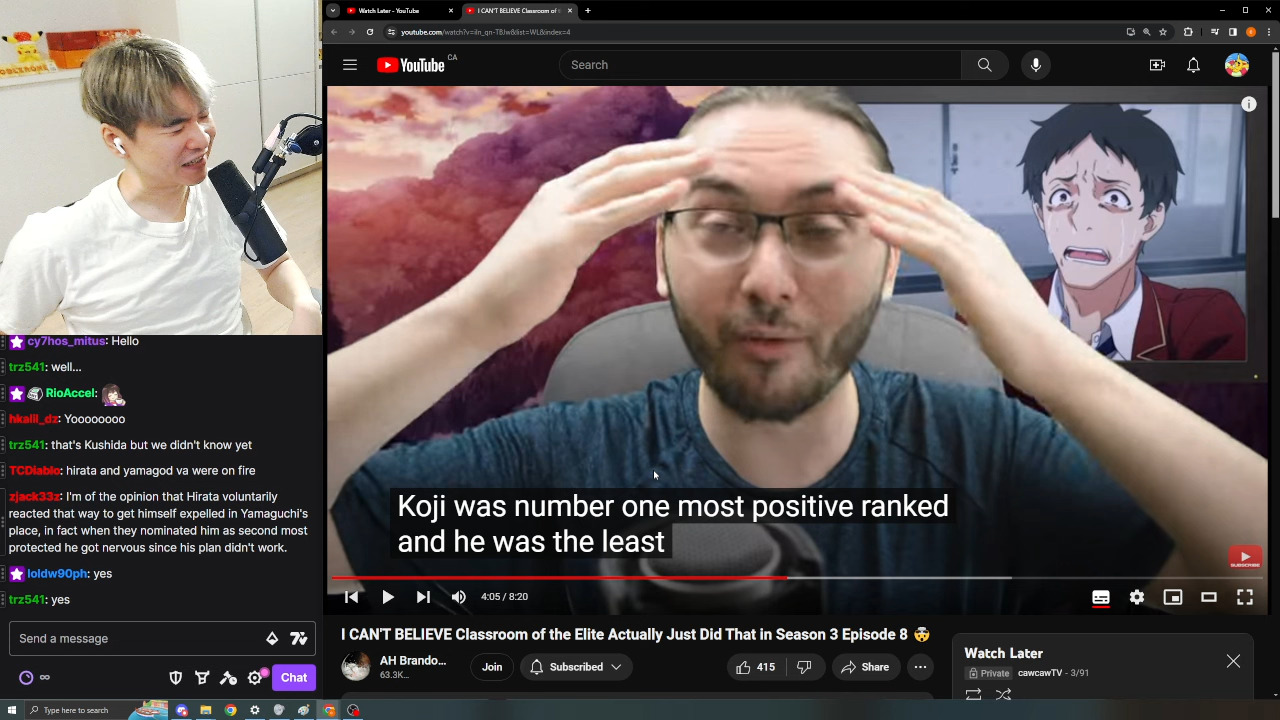 Watch Later - YouTube
I CAN'T BELIEVE Classroom of the E
youtube.com/watch?v=iln_qn-TBJw&list=WL&index=4
YouTube CA
Search
cy7hos_mitus: Hello
trz541: well...
RioAccel:
hkalil_dz: Yoooooooo
trz541: that's Kushida but we didn't know yet
TCDiablo: hirata and yamagod va were on fire
zjack33z: I'm of the opinion that Hirata voluntarily
reacted that way to get himself expelled in Yamaguchi's
place, in fact when they nominated him as second most
protected he got nervous since his plan didn't work.
loldw90ph: yes
trz541: yes
Send a message
Chat
Koji was number one most positive ranked
and he was the least
SUBSCRIBE
4:05 / 8:20
I CAN'T BELIEVE Classroom of the Elite Actually Just Did That in Season 3 Episode 8 🤯
AH Brando...
63.3K...
Join
Subscribed
415
Share
Watch Later
Private cawcawTV - 3/91
Type here to search